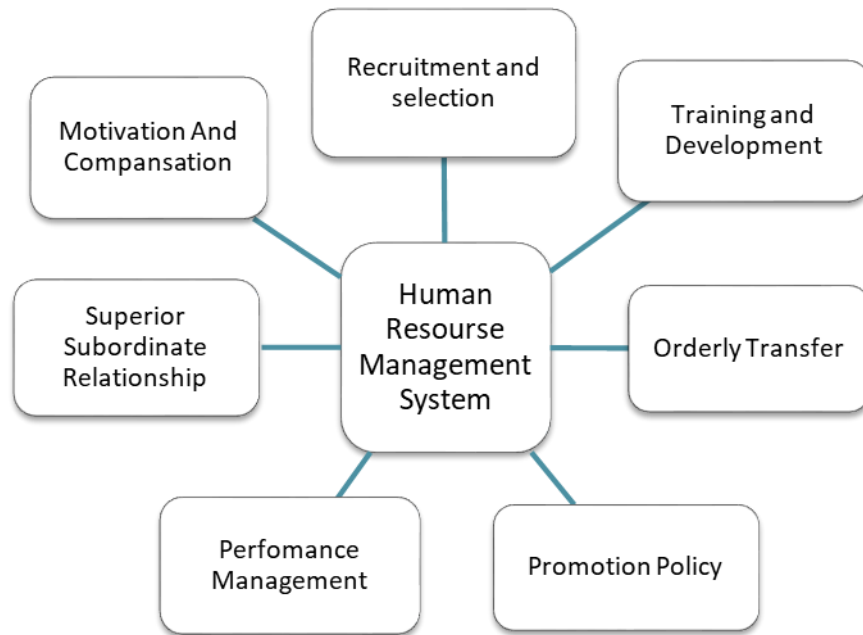 Recruitment and
selection
Motivation And
Compansation
Training and
Development
Human
Resourse
Management
System
Superior
Subordinate
Relationship
Orderly Transfer
Perfomance
Management
Promotion Policy